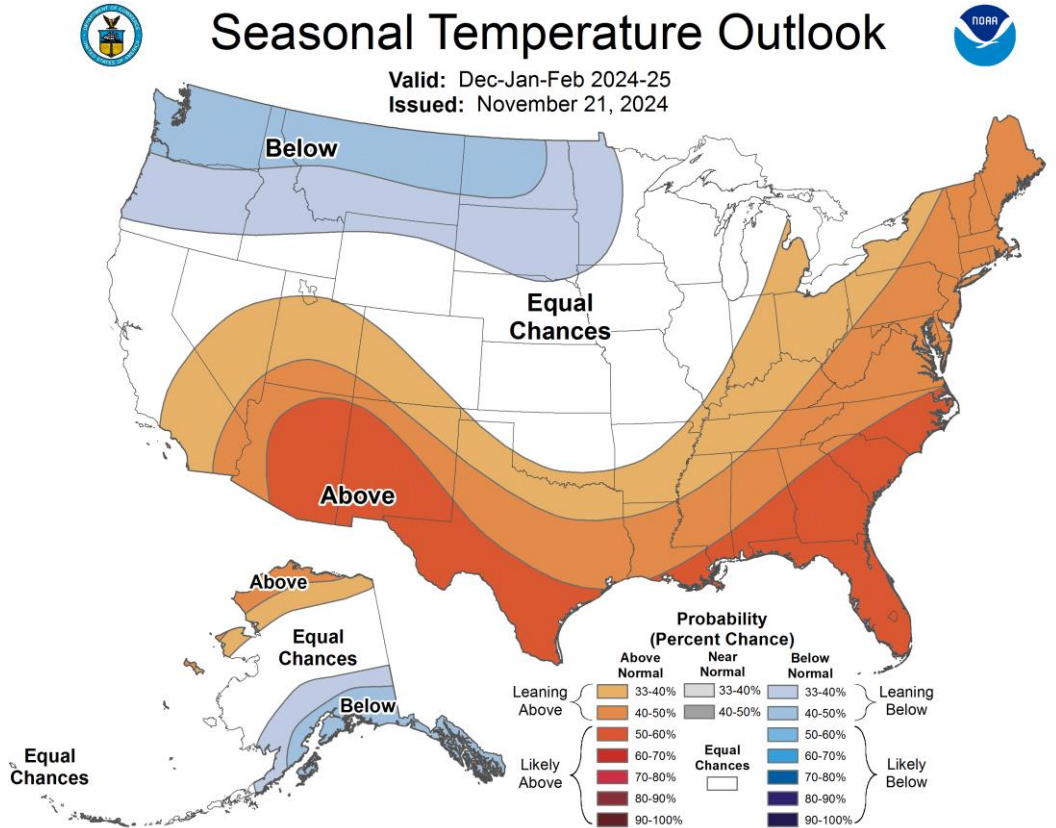 Seasonal Temperature Outlook
NOAA
Valid: Dec-Jan-Feb 2024-25
Issued: November 21, 2024
Below
Equal
Chances
Above
Above
Equal
Chances
Below
Equal
Chances
Probability
(Percent Chance)
Above
Normal
Near
Normal
Below
Normal
Leaning
Above
33-40%
40-50%
33-40%
40-50%
33-40%
40-50%
Leaning
Below
Likely
Above
50-60%
60-70%
70-80%
80-90%
90-100%
Equal
Chances
50-60%
60-70%
70-80%
80-90%
90-100%
Likely
Below